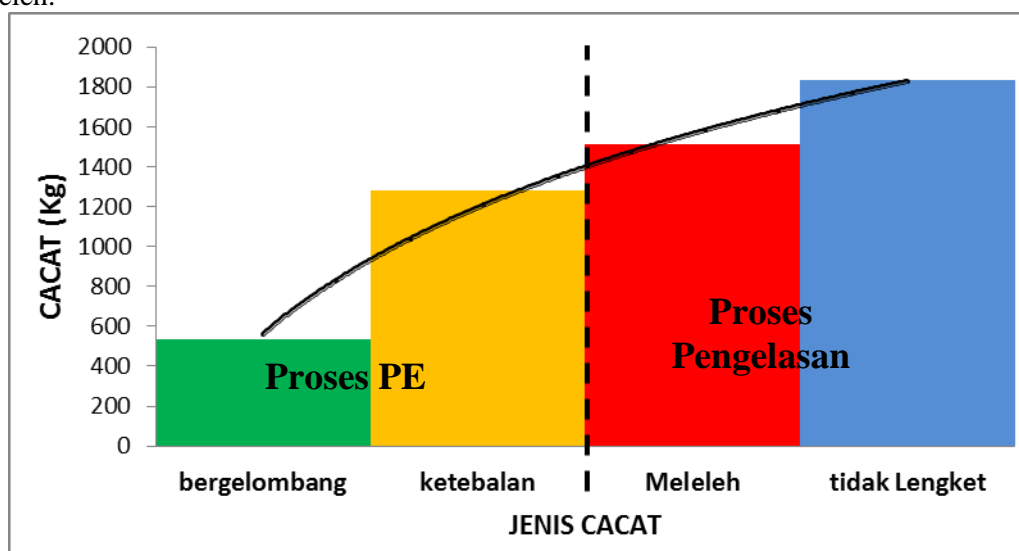 2000
1800
1600
1400
1200
1000
800
600
400
200
0
CACAT (Kg)
Proses PE
Proses
Pengelasan
bergelombang ketebalan Meleleh tidak Lengket
JENIS CACAT